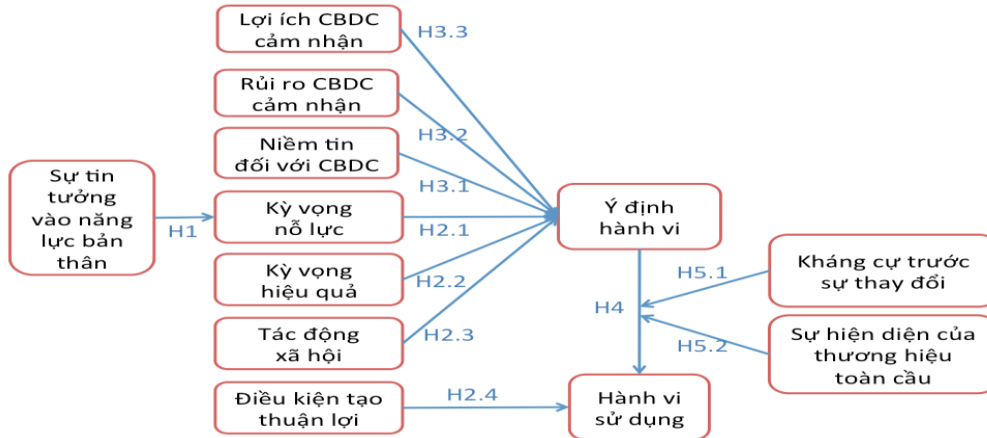 Lợi ích CBDC
cảm nhận
H3.3
Rủi ro CBDC
cảm nhận
H3.2
Niềm tin
đối với CBDC
H3.1
Sự tin
tưởng
vào năng
lực bản
thân
H1
Kỳ vọng
nỗ lực
H2.1
Ý định
hành vi
Kỳ vọng
hiệu quả
H2.2
Kháng cự trước
sự thay đổi
H5.1
H4
Tác động
xã hội
H2.3
Sự hiện diện của
thương hiệu
toàn cầu
H5.2
Điều kiện tạo
thuận lợi
H2.4
Hành vi
sử dụng